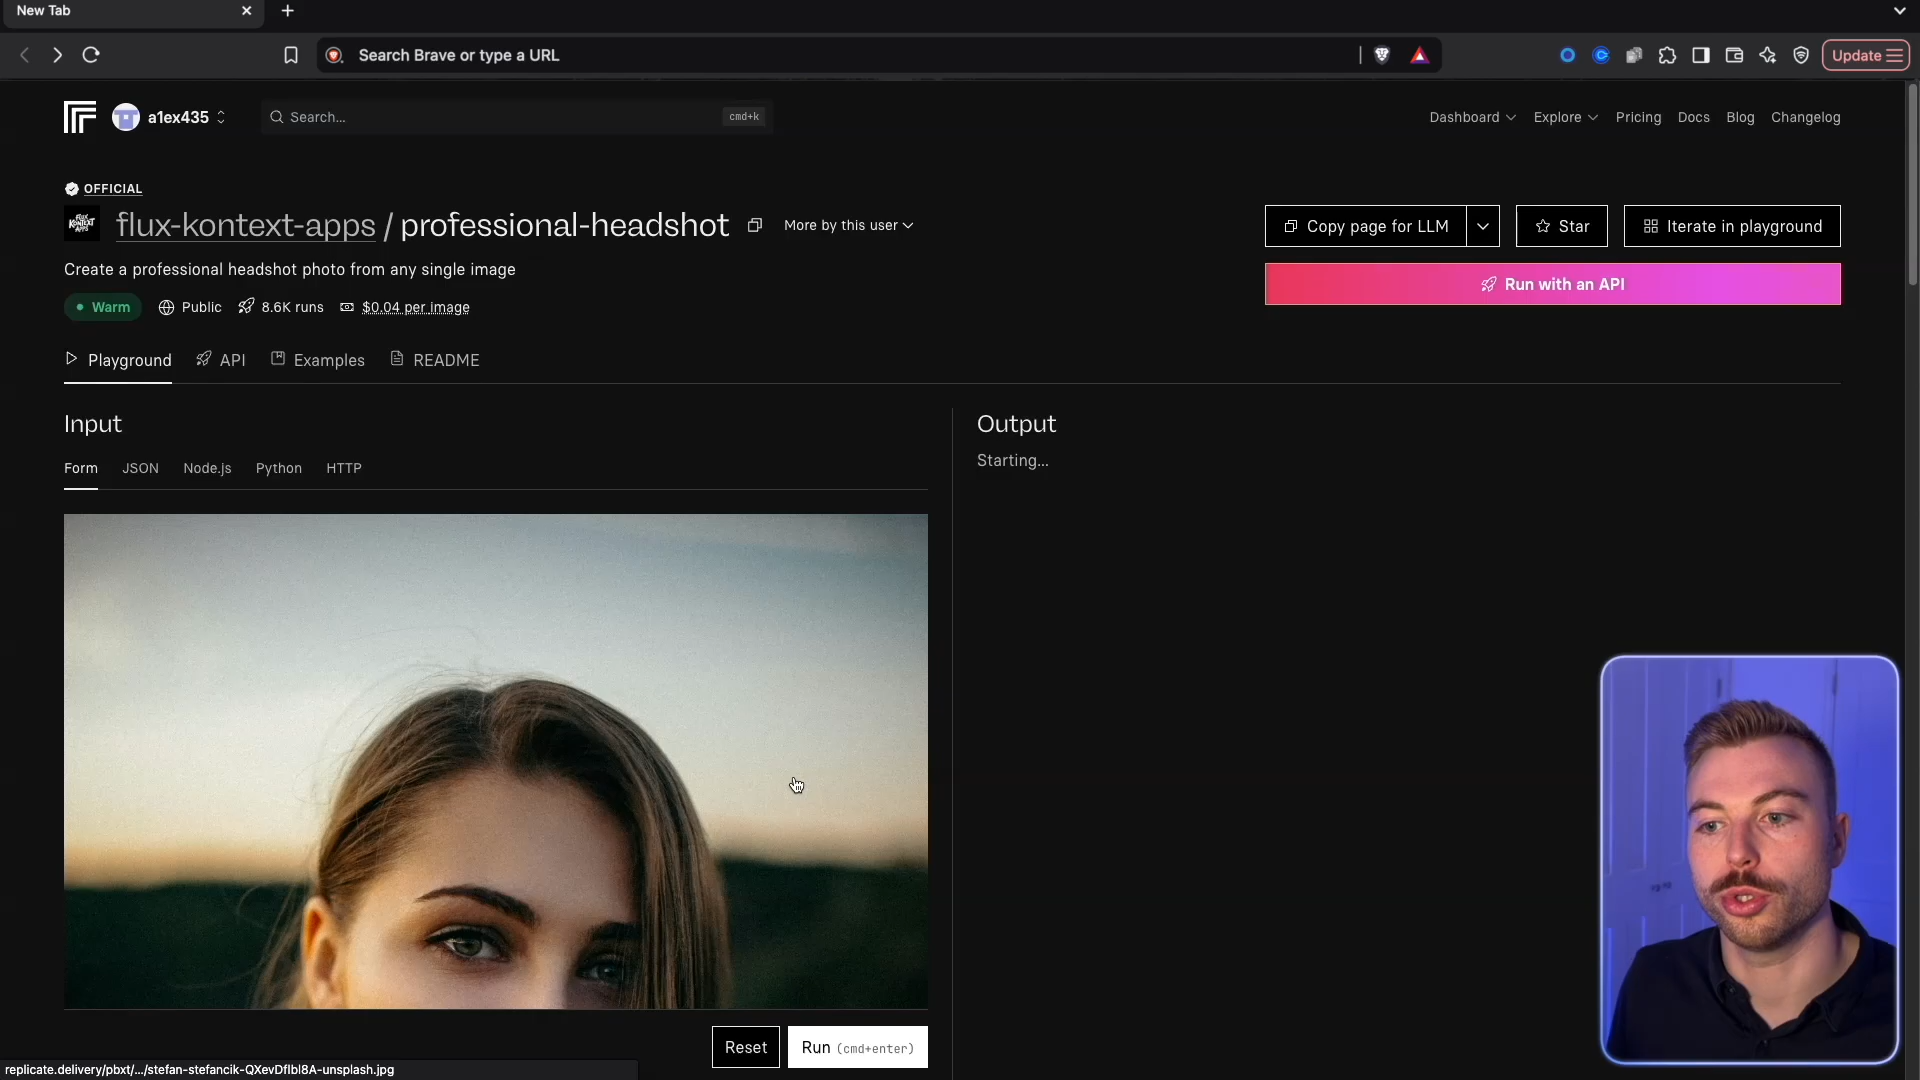 New Tab
Search Brave or type a URL
Update
a1ex435
Search...
cmd+k
Dashboard
Explore
Pricing
Docs
Blog
Changelog
OFFICIAL
FLUX KONTEXT APPS
flux-kontext-apps / professional-headshot
More by this user
Copy page for LLM
Star
Iterate in playground
Create a professional headshot photo from any single image
Run with an API
Warm
Public
8.6K runs
$0.04 per image
Playground
API
Examples
README
Input
Form
JSON
Node.js
Python
HTTP
Output
Starting...
Reset
Run (cmd+enter)
replicate.delivery/pbxt/.../stefan-stefancik-QXevDflbl8A-unsplash.jpg